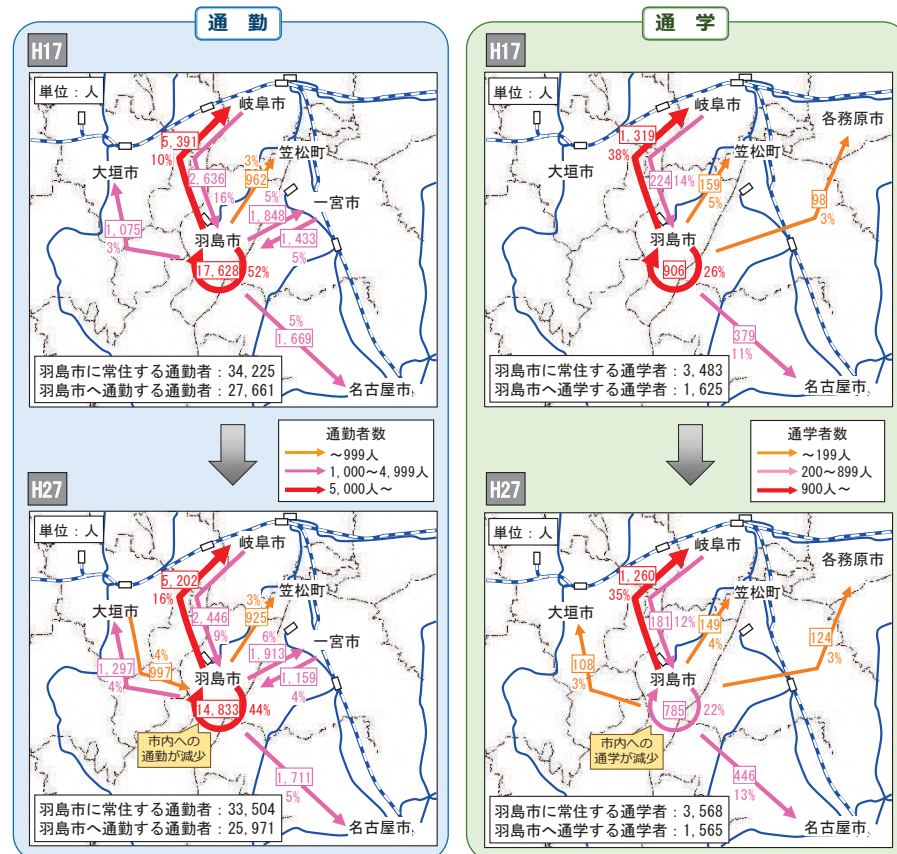 通 勤
H17
単位：人
岐阜市
5,391
10%
笠松町
3%
962
大垣市
2,636
16%
5%
1,848
一宮市
1,075
3%
1,433
5%
羽島市
17,628
52%
5%
1,669
名古屋市
羽島市に常住する通勤者：34,225
羽島市へ通勤する通勤者：27,661
通勤者数
～999人
1,000～4,999人
5,000人～
H27
単位：人
岐阜市
5,202
16%
笠松町
3%
925
大垣市
2,446
9%
6%
1,913
一宮市
4%
997
1,297
4%
1,159
4%
羽島市
14,833
44%
市内への
通勤が減少
1,711
5%
名古屋市
羽島市に常住する通勤者：33,504
羽島市へ通勤する通勤者：25,971
通 学
H17
単位：人
岐阜市
各務原市
1,319
38%
笠松町
大垣市
224
14%
159
5%
98
3%
羽島市
906
26%
379
11%
名古屋市
羽島市に常住する通学者：3,483
羽島市へ通学する通学者：1,625
通学者数
～199人
200～899人
900人～
H27
単位：人
岐阜市
各務原市
1,260
35%
笠松町
大垣市
181
12%
149
4%
124
3%
108
3%
羽島市
785
22%
市内への
通学が減少
446
13%
名古屋市
羽島市に常住する通学者：3,568
羽島市へ通学する通学者：1,565